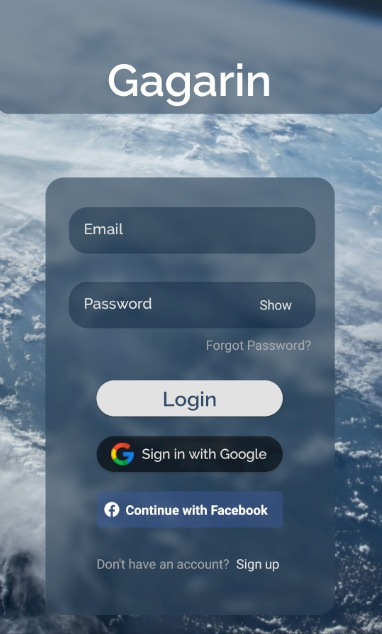 Gagarin
Email
Password Show
Forgot Password?
Login
Sign in with Google
Continue with Facebook
Don't have an account? Sign up